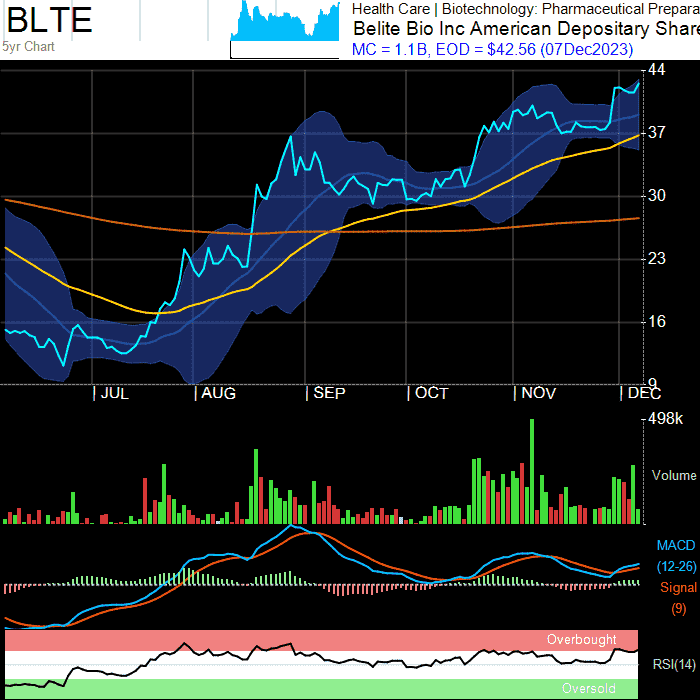 BLTE
5yr Chart
Health Care | Biotechnology: Pharmaceutical Prepara
Belite Bio Inc American Depositary Share
MC = 1.1B, EOD = $42.56 (07Dec2023)
44
37
30
23
16
9
| JUL | AUG | SEP | OCT | NOV | DEC
498k
Volume
MACD
(12-26)
Signal
(9)
Overbought
RSI(14)
Oversold